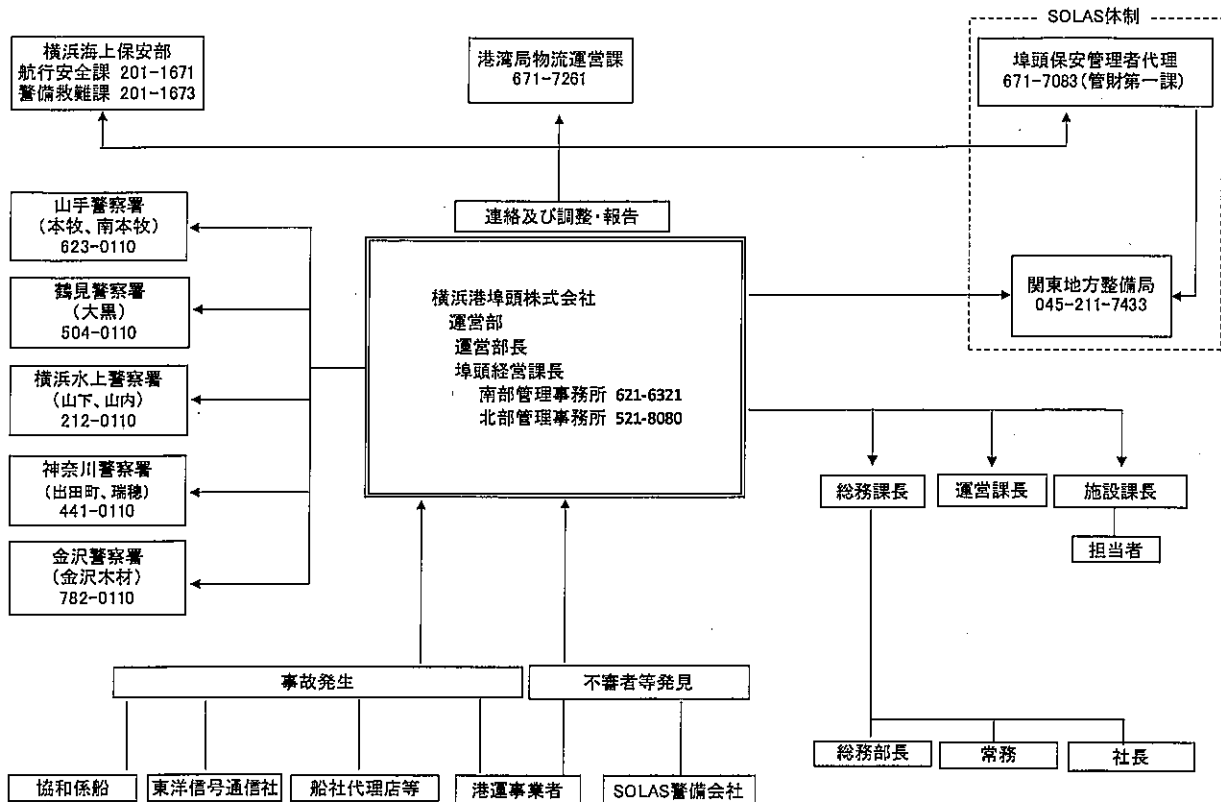 SOLAS体制
横浜海上保安部
航行安全課 201-1671
警備救難課 201-1673
港湾局物流運営課
671-7261
埠頭保安管理者代理
671-7083(管財第一課)
連絡及び調整・報告
山手警察署
(本牧、南本牧)
623-0110
鶴見警察署
(大黒)
504-0110
横浜水上警察署
(山下、山内)
212-0110
神奈川警察署
(出田町、瑞穂)
441-0110
金沢警察署
(金沢木材)
782-0110
横浜港埠頭株式会社
運営部
運営部長
埠頭経営課長
南部管理事務所 621-6321
北部管理事務所 521-8080
関東地方整備局
045-211-7433
総務課長
運営課長
施設課長
担当者
事故発生
不審者等発見
総務部長
常務
社長
協和係船
東洋信号通信社
船社代理店等
港運事業者
SOLAS警備会社